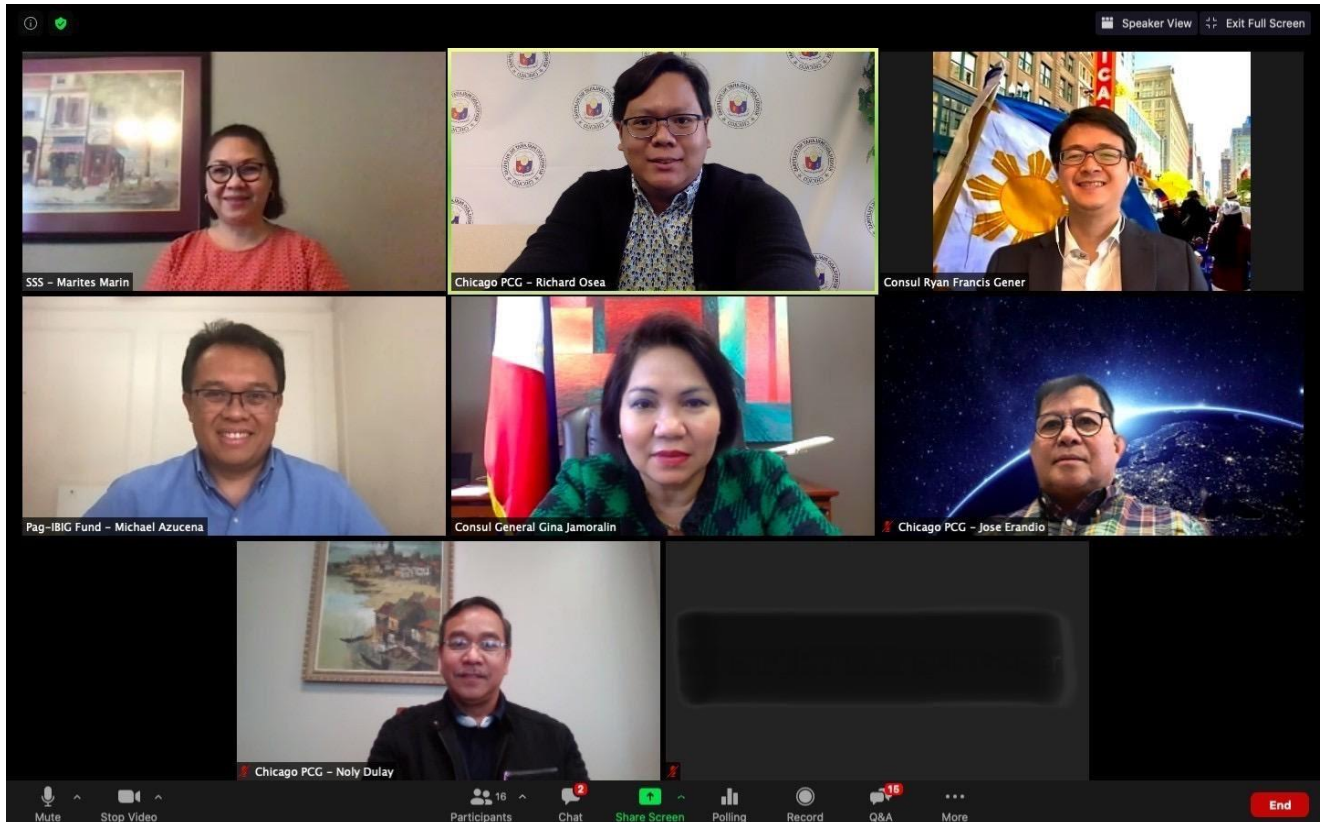 Speaker View
Exit Full Screen
SSS – Marites Marin
Chicago PCG – Richard Osea
Consul Ryan Francis Gener
Pag-IBIG Fund – Michael Azucena
Consul General Gina Jamoralin
Chicago PCG – Jose Erandio
Chicago PCG – Noly Dulay
Mute
Stop Video
16
Participants
2
Chat
Share Screen
Polling
Record
15
Q&A
More
End